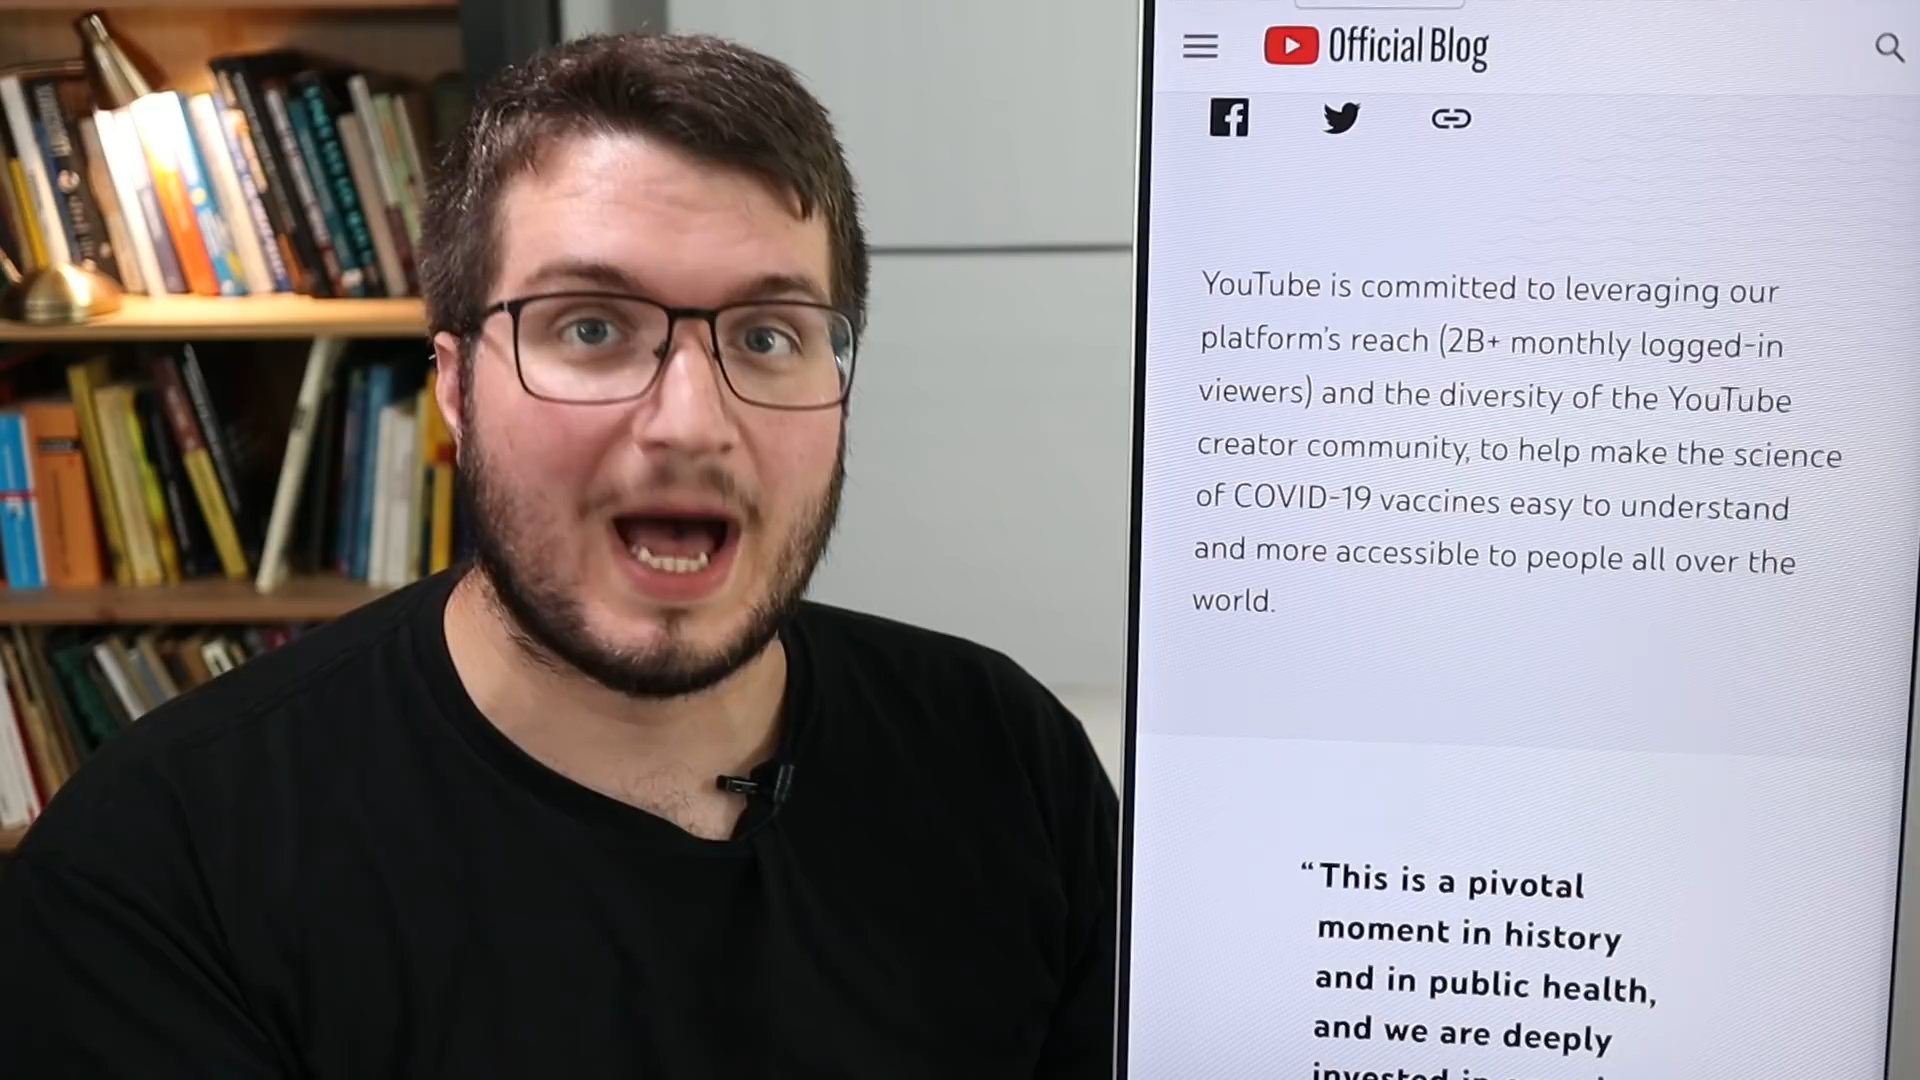 Official Blog
YouTube is committed to leveraging our
platform's reach (2B+ monthly logged-in
viewers) and the diversity of the YouTube
creator community, to help make the science
of COVID-19 vaccines easy to understand
and more accessible to people all over the
world.
“This is a pivotal
moment in history
and in public health,
and we are deeply
invested in